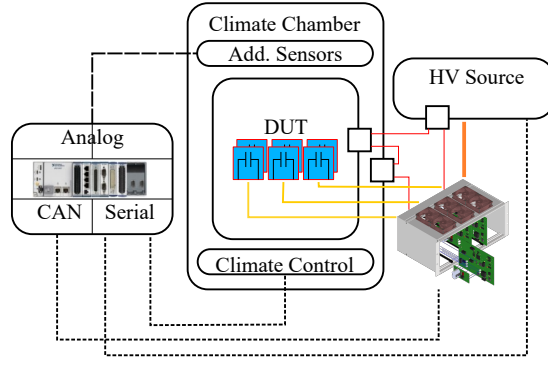 Climate Chamber
Add. Sensors
HV Source
DUT
Analog
CAN
Serial
Climate Control